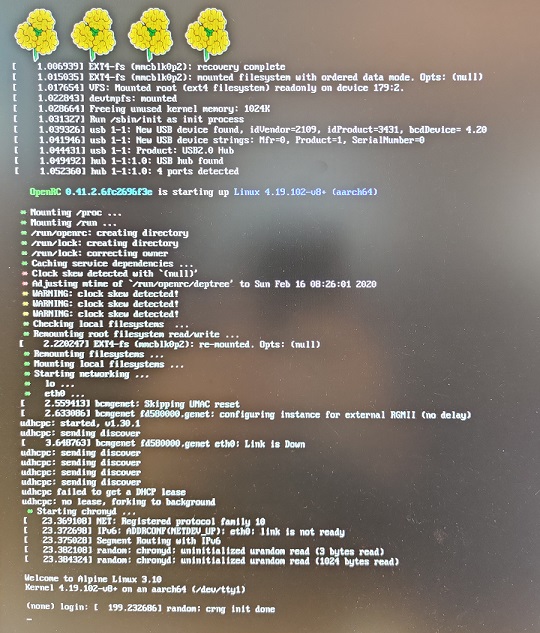 [    1.006939] EXT4-fs (mmcblk0p2): recovery complete
[    1.015035] EXT4-fs (mmcblk0p2): mounted filesystem with ordered data mode. Opts: (null)
[    1.017654] VFS: Mounted root (ext4 filesystem) readonly on device 179:2.
[    1.022843] devtmpfs: mounted
[    1.028664] Freeing unused kernel memory: 1024K
[    1.031327] Run /sbin/init as init process
[    1.039326] usb 1-1: New USB device found, idVendor=2109, idProduct=3431, bcdDevice= 4.20
[    1.041946] usb 1-1: New USB device strings: Mfr=0, Product=1, SerialNumber=0
[    1.044431] usb 1-1: Product: USB2.0 Hub
[    1.049492] hub 1-1:1.0: USB hub found
[    1.052360] hub 1-1:1.0: 4 ports detected
OpenRC 0.41.2.6fc2696f3e is starting up Linux 4.19.102-v8+ (aarch64)
* Mounting /proc ...
* Mounting /run ...
* /run/openrc: creating directory
* /run/lock: creating directory
* /run/lock: correcting owner
* Caching service dependencies ...
* Clock skew detected with `(null)'
* Adjusting mtime of `/run/openrc/deptree' to Sun Feb 16 08:26:01 2020
* WARNING: clock skew detected!
* WARNING: clock skew detected!
* WARNING: clock skew detected!
* Checking local filesystems  ...
* Remounting root filesystem read/write ...
[    2.220247] EXT4-fs (mmcblk0p2): re-mounted. Opts: (null)
* Remounting filesystems ...
* Mounting local filesystems ...
* Starting networking ...
*   lo ...
*   eth0 ...
[    2.559413] bcmgenet: Skipping UMAC reset
[    2.633086] bcmgenet fd580000.genet: configuring instance for external RGMII (no delay)
udhcpc: started, v1.30.1
udhcpc: sending discover
[    3.648763] bcmgenet fd580000.genet eth0: Link is Down
udhcpc: sending discover
udhcpc: sending discover
udhcpc: sending discover
udhcpc: sending discover
udhcpc failed to get a DHCP lease
udhcpc: no lease, forking to background
* Starting chronyd ...
[   23.369108] NET: Registered protocol family 10
[   23.372698] IPv6: ADDRCONF(NETDEV_UP): eth0: link is not ready
[   23.375028] Segment Routing with IPv6
[   23.382108] random: chronyd: uninitialized urandom read (3 bytes read)
[   23.384324] random: chronyd: uninitialized urandom read (1024 bytes read)
Welcome to Alpine Linux 3.10
Kernel 4.19.102-v8+ on an aarch64 (/dev/tty1)
(none) login: [  199.232686] random: crng init done